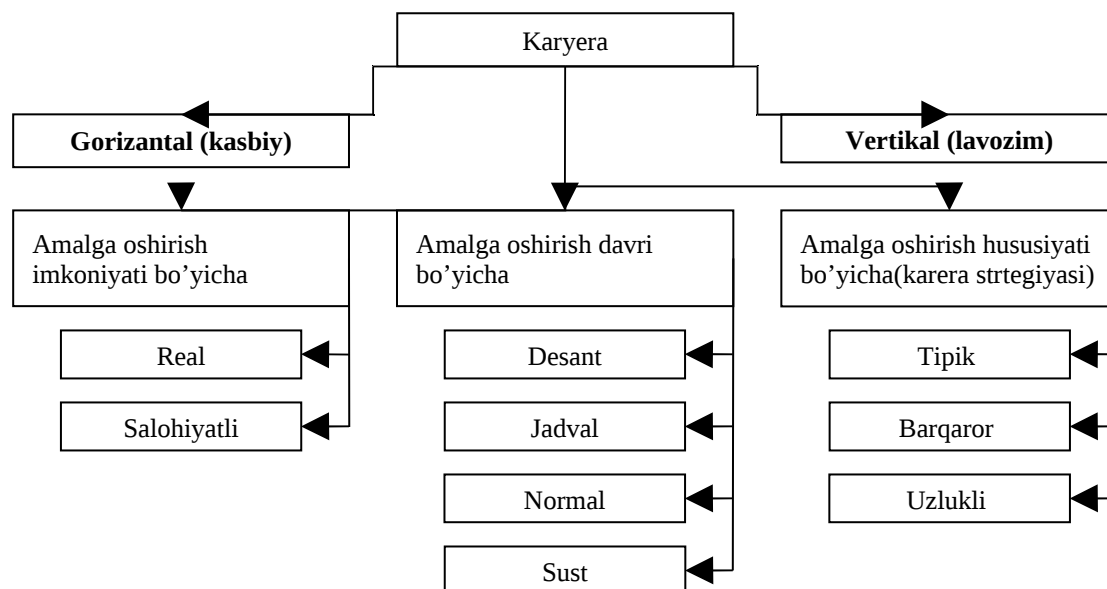 Karyera
Gorizantal (kasbiy)
Vertikal (lavozim)
Amalga oshirish
imkoniyati bo’yicha
Amalga oshirish davri
bo’yicha
Amalga oshirish hususiyati
bo’yicha(karera strtegiyasi)
Real
Desant
Tipik
Salohiyatli
Jadval
Barqaror
Normal
Uzlukli
Sust